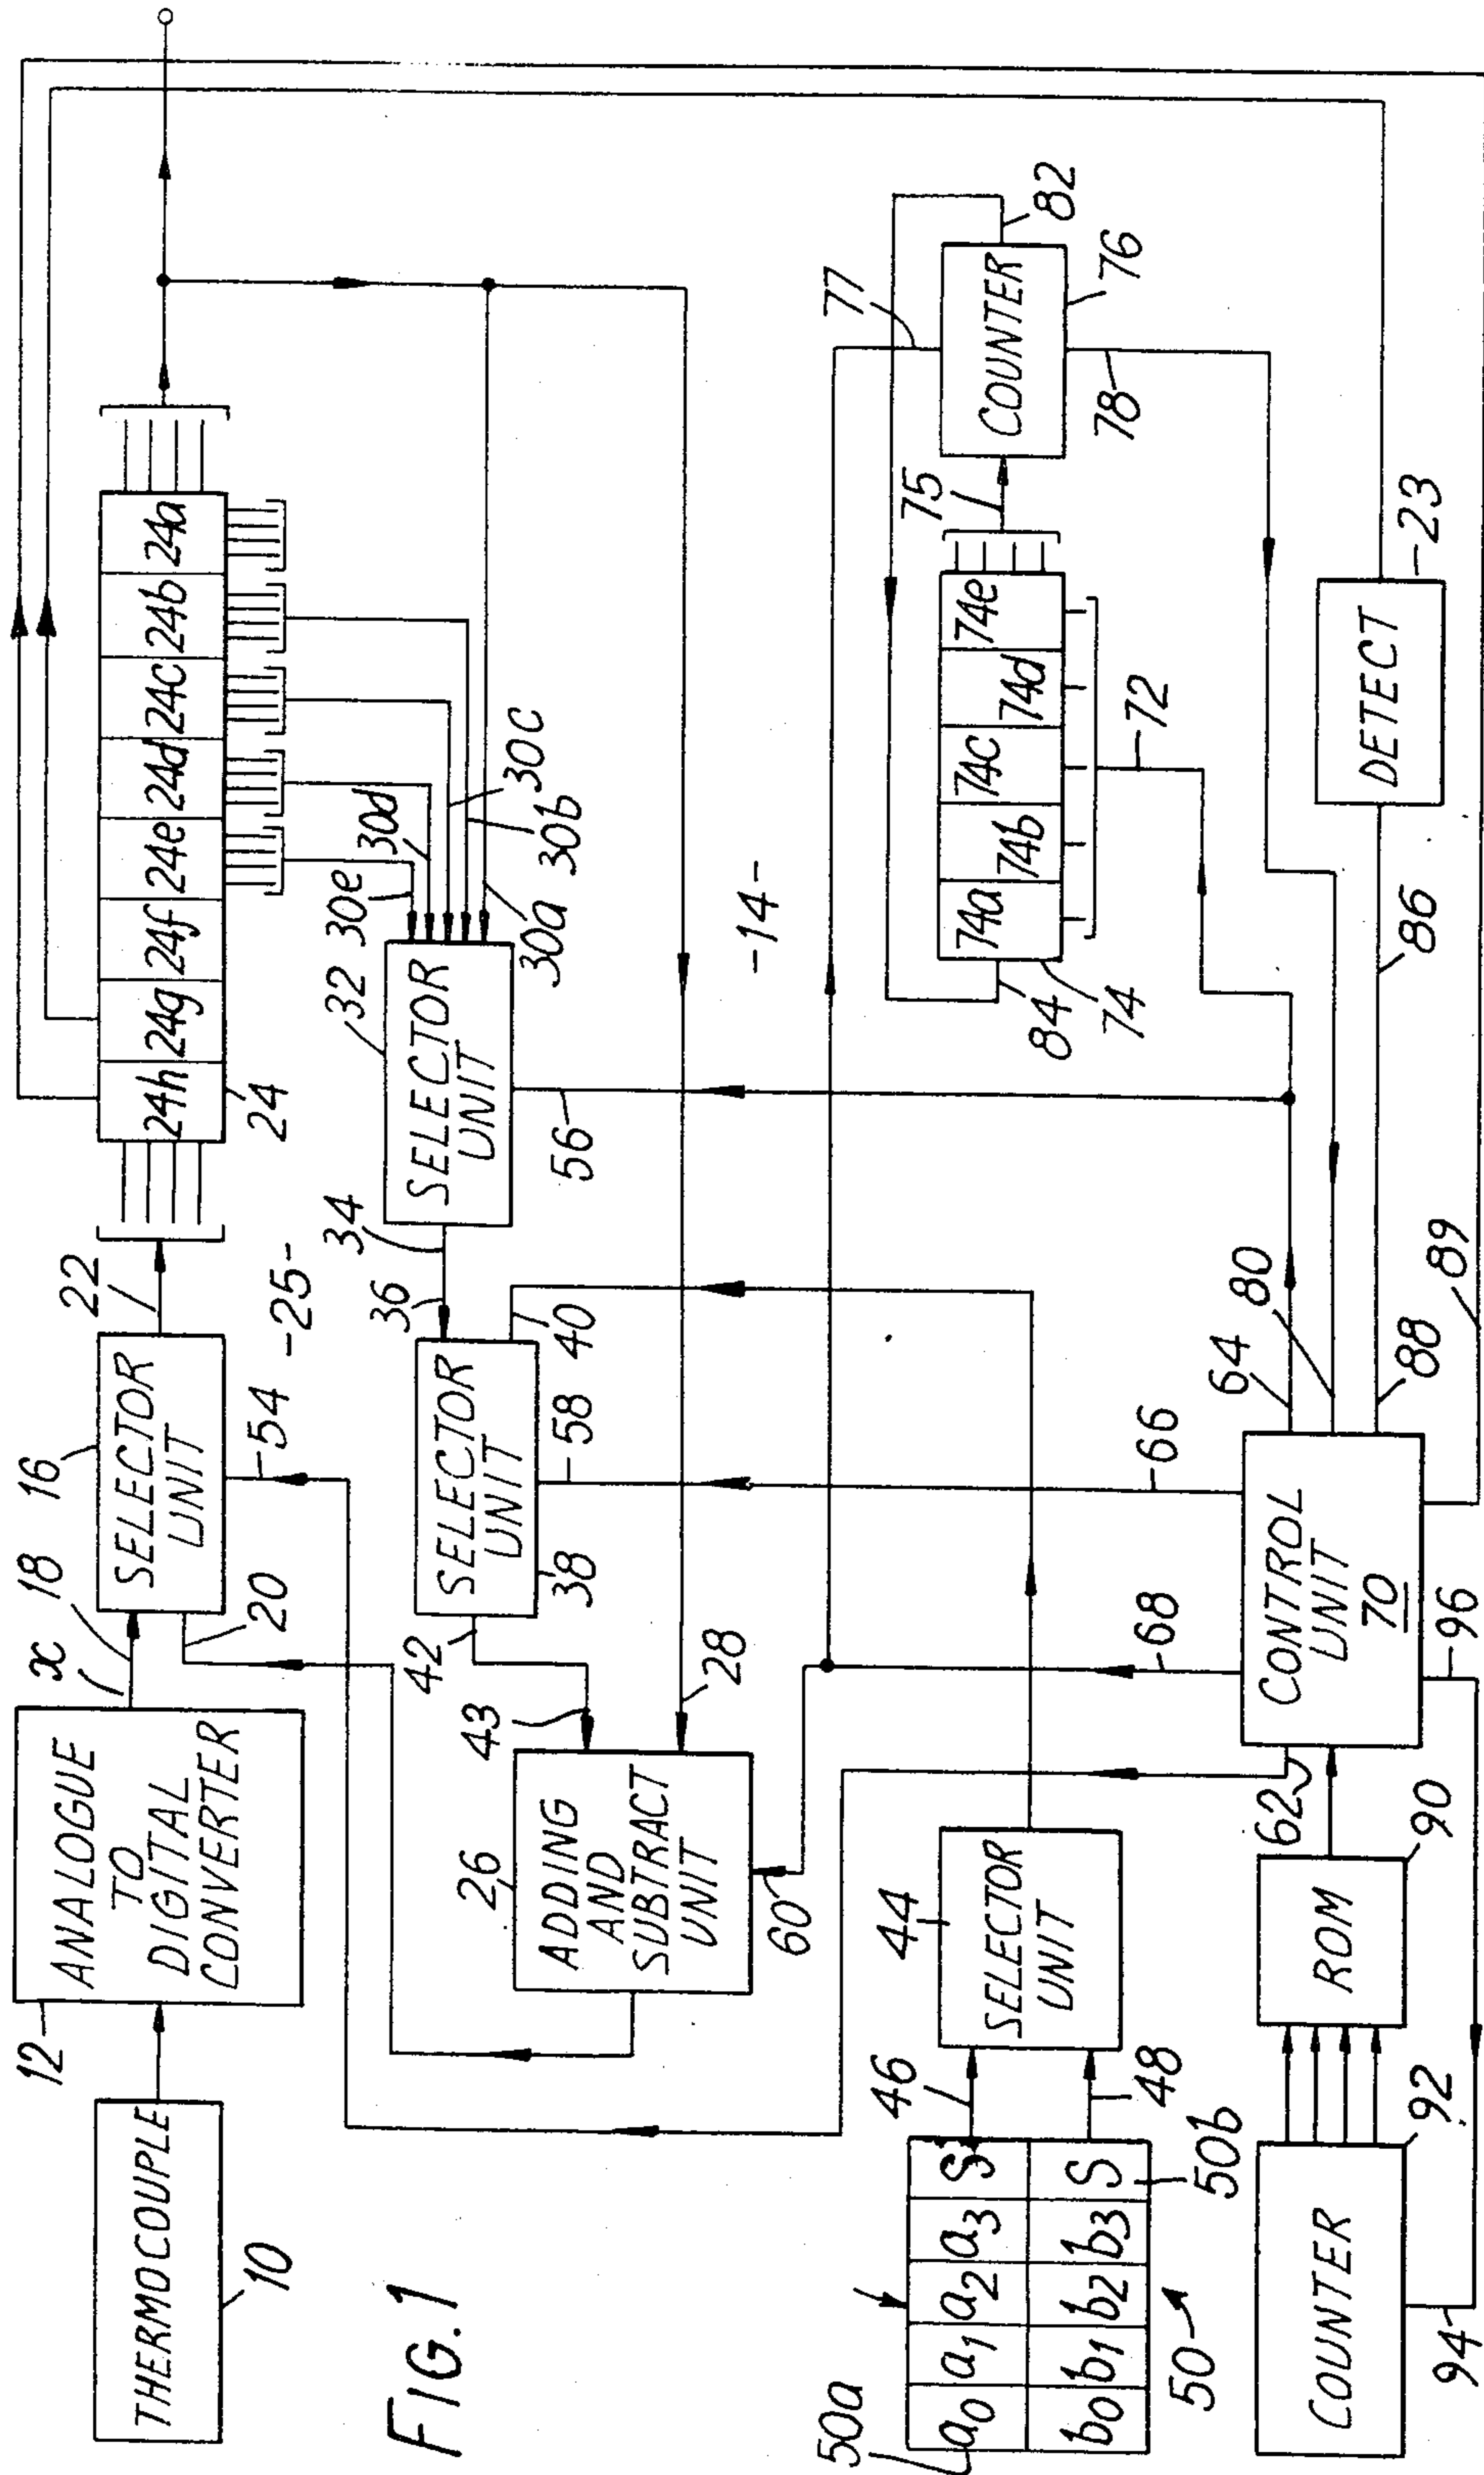 THERMOCOUPLE
10
12
ANALOGUE
TO
DIGITAL
CONVERTER
x
18
16
SELECTOR
UNIT
20
54
-25-
22
24h
24g
24f
24e
24d
24c
24b
24a
24
FIG. 1
26
ADDING
AND
SUBTRACT
UNIT
60
43
42
28
38
SELECTOR
UNIT
58
40
36
34
32
SELECTOR
UNIT
56
30e
30d
30c
30b
30a
-14-
50a
a0
a1
a2
a3
S
b0
b1
b2
b3
S
50
50b
46
48
44
SELECTOR
UNIT
84
74
74a
74b
74c
74d
74e
72
75
77
COUNTER
82
76
78
COUNTER
94
92
ROM
90
62
CONTROL
UNIT
70
96
68
66
64
80
88
89
86
DETECT
23